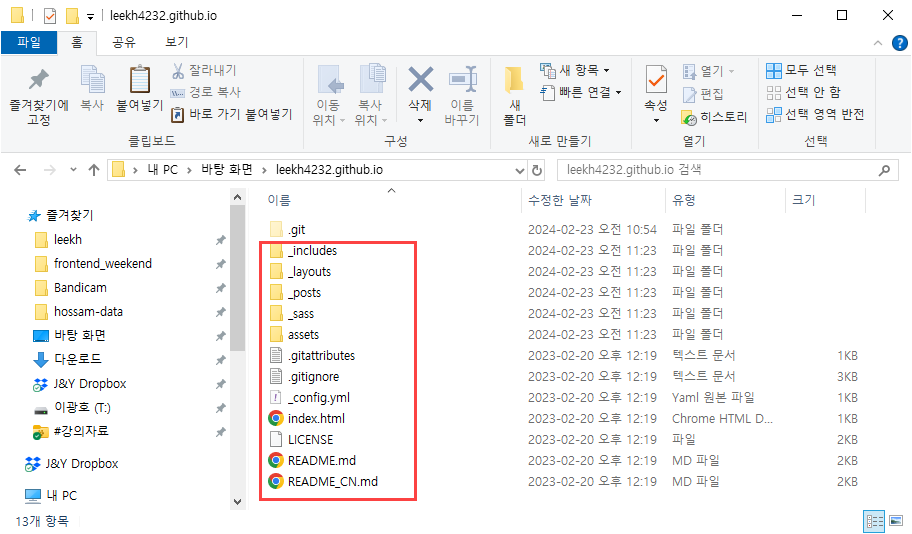 leekh4232.github.io
파일 홈 공유 보기
즐겨찾기에 고정
복사
붙여넣기
잘라내기
경로 복사
바로 가기 붙여넣기
클립보드
이동 위치
복사 위치
삭제
이름 바꾸기
구성
새 폴더
새 항목
빠른 연결
새로 만들기
속성
열기
편집
히스토리
열기
모두 선택
선택 안 함
선택 영역 반전
선택
내 PC > 바탕 화면 > leekh4232.github.io
leekh4232.github.io 검색
즐겨찾기
leekh
frontend_weekend
Bandicam
hossam-data
바탕 화면
다운로드
J&Y Dropbox
이광호 (T:)
#강의자료
J&Y Dropbox
내 PC
이름 수정한 날짜 유형 크기
.git 2024-02-23 오전 10:54 파일 폴더
_includes 2024-02-23 오전 11:23 파일 폴더
_layouts 2024-02-23 오전 11:23 파일 폴더
_posts 2024-02-23 오전 11:23 파일 폴더
_sass 2024-02-23 오전 11:23 파일 폴더
assets 2024-02-23 오전 11:23 파일 폴더
.gitattributes 2023-02-20 오후 12:19 텍스트 문서 1KB
.gitignore 2023-02-20 오후 12:19 텍스트 문서 3KB
_config.yml 2023-02-20 오후 12:19 Yaml 원본 파일 1KB
index.html 2023-02-20 오후 12:19 Chrome HTML D... 1KB
LICENSE 2023-02-20 오후 12:19 파일 2KB
README.md 2023-02-20 오후 12:19 MD 파일 2KB
README_CN.md 2023-02-20 오후 12:19 MD 파일 2KB
13개 항목